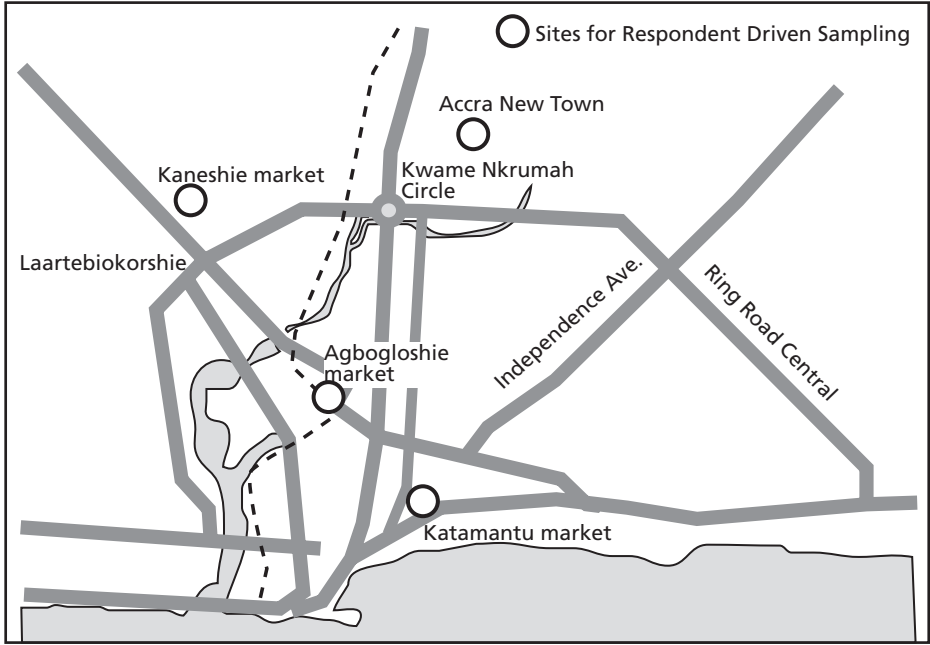 Sites for Respondent Driven Sampling
Accra New Town
Kaneshie market
Kwame Nkrumah
Circle
Laartebiokorshie
Independence Ave.
Ring Road Central
Agbogloshie
market
Katamantu market